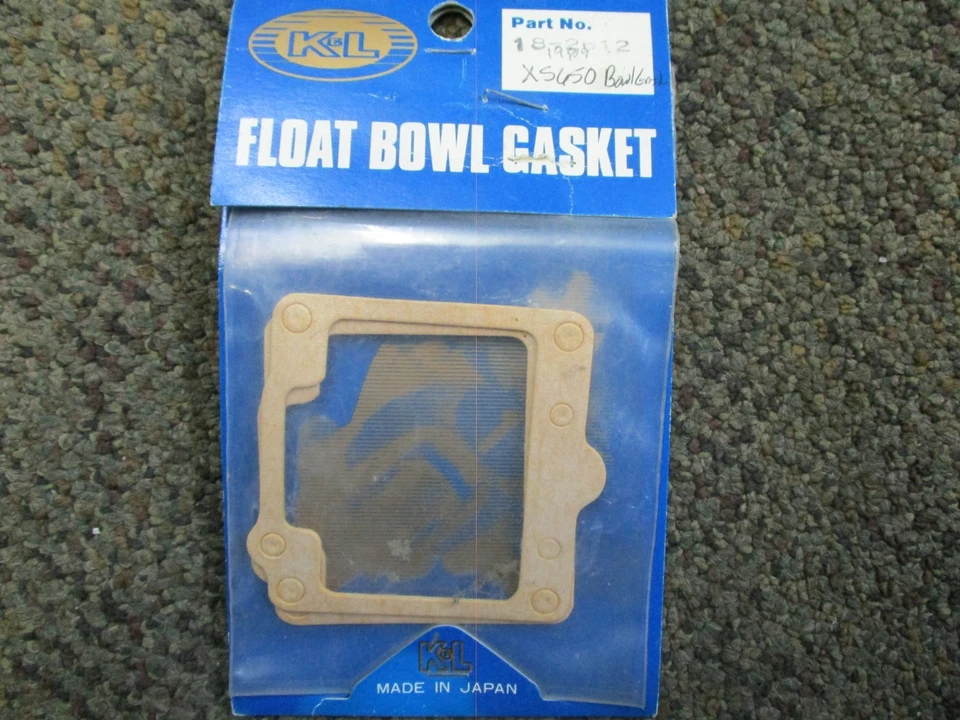 K&L
Part No.
XS650 Bowl
FLOAT BOWL GASKET
K&L
MADE IN JAPAN